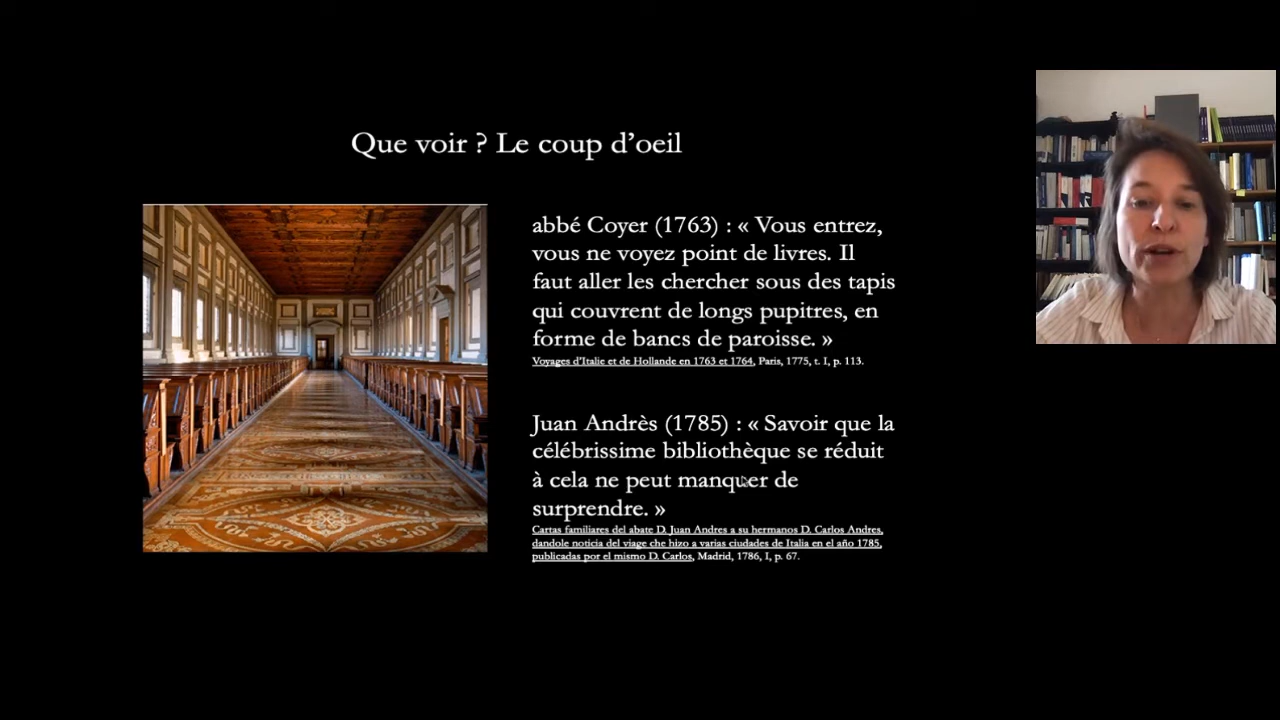 Que voir ? Le coup d'oeil
abbé Coyer (1763) : « Vous entrez,
vous ne voyez point de livres. Il
faut aller les chercher sous des tapis
qui couvrent de longs pupitres, en
forme de bancs de paroisse. »
Voyages d'Italie et de Hollande en 1763 et 1764, Paris, 1775, t. I, p. 113.
Juan Andrès (1785) : « Savoir que la
célébrissime bibliothèque se réduit
à cela ne peut manquer de
surprendre. »
Cartas familiares del abate D. Juan Andres a su hermanos D. Carlos Andres,
dandole noticia del viage che hizo a varias ciudades de Italia en el año 1785,
publicadas por el mismo D. Carlos, Madrid, 1786, I, p. 67.